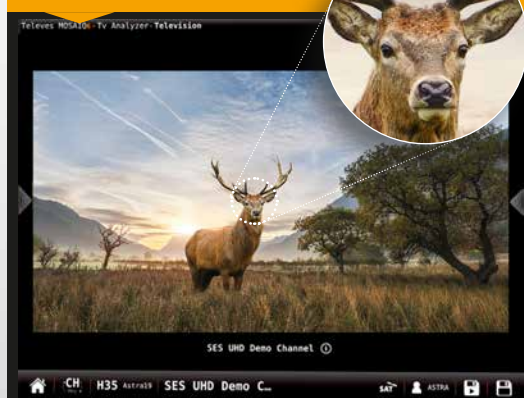 Televes MOSAIQ6-Tv Analyzer-Television
SES UHD Demo Channel
CH
H35 Astra19 SES UHD Demo C…
SAT ASTRA